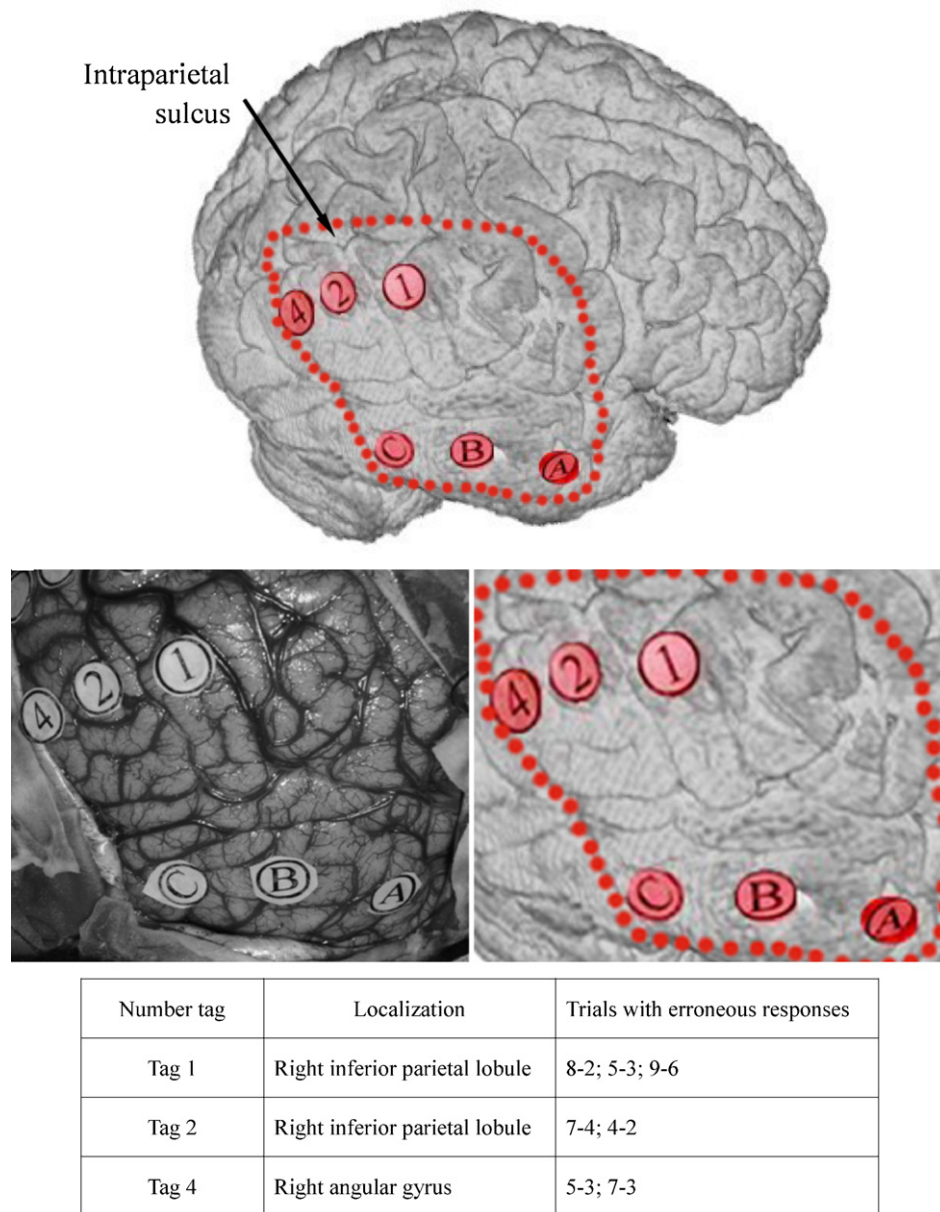 Intraparietal
sulcus
4 2 1
C B A
4 2 1
C B A
4 2 1
C B A
Number tag Localization Trials with erroneous responses
Tag 1 Right inferior parietal lobule 8-2; 5-3; 9-6
Tag 2 Right inferior parietal lobule 7-4; 4-2
Tag 4 Right angular gyrus 5-3; 7-3